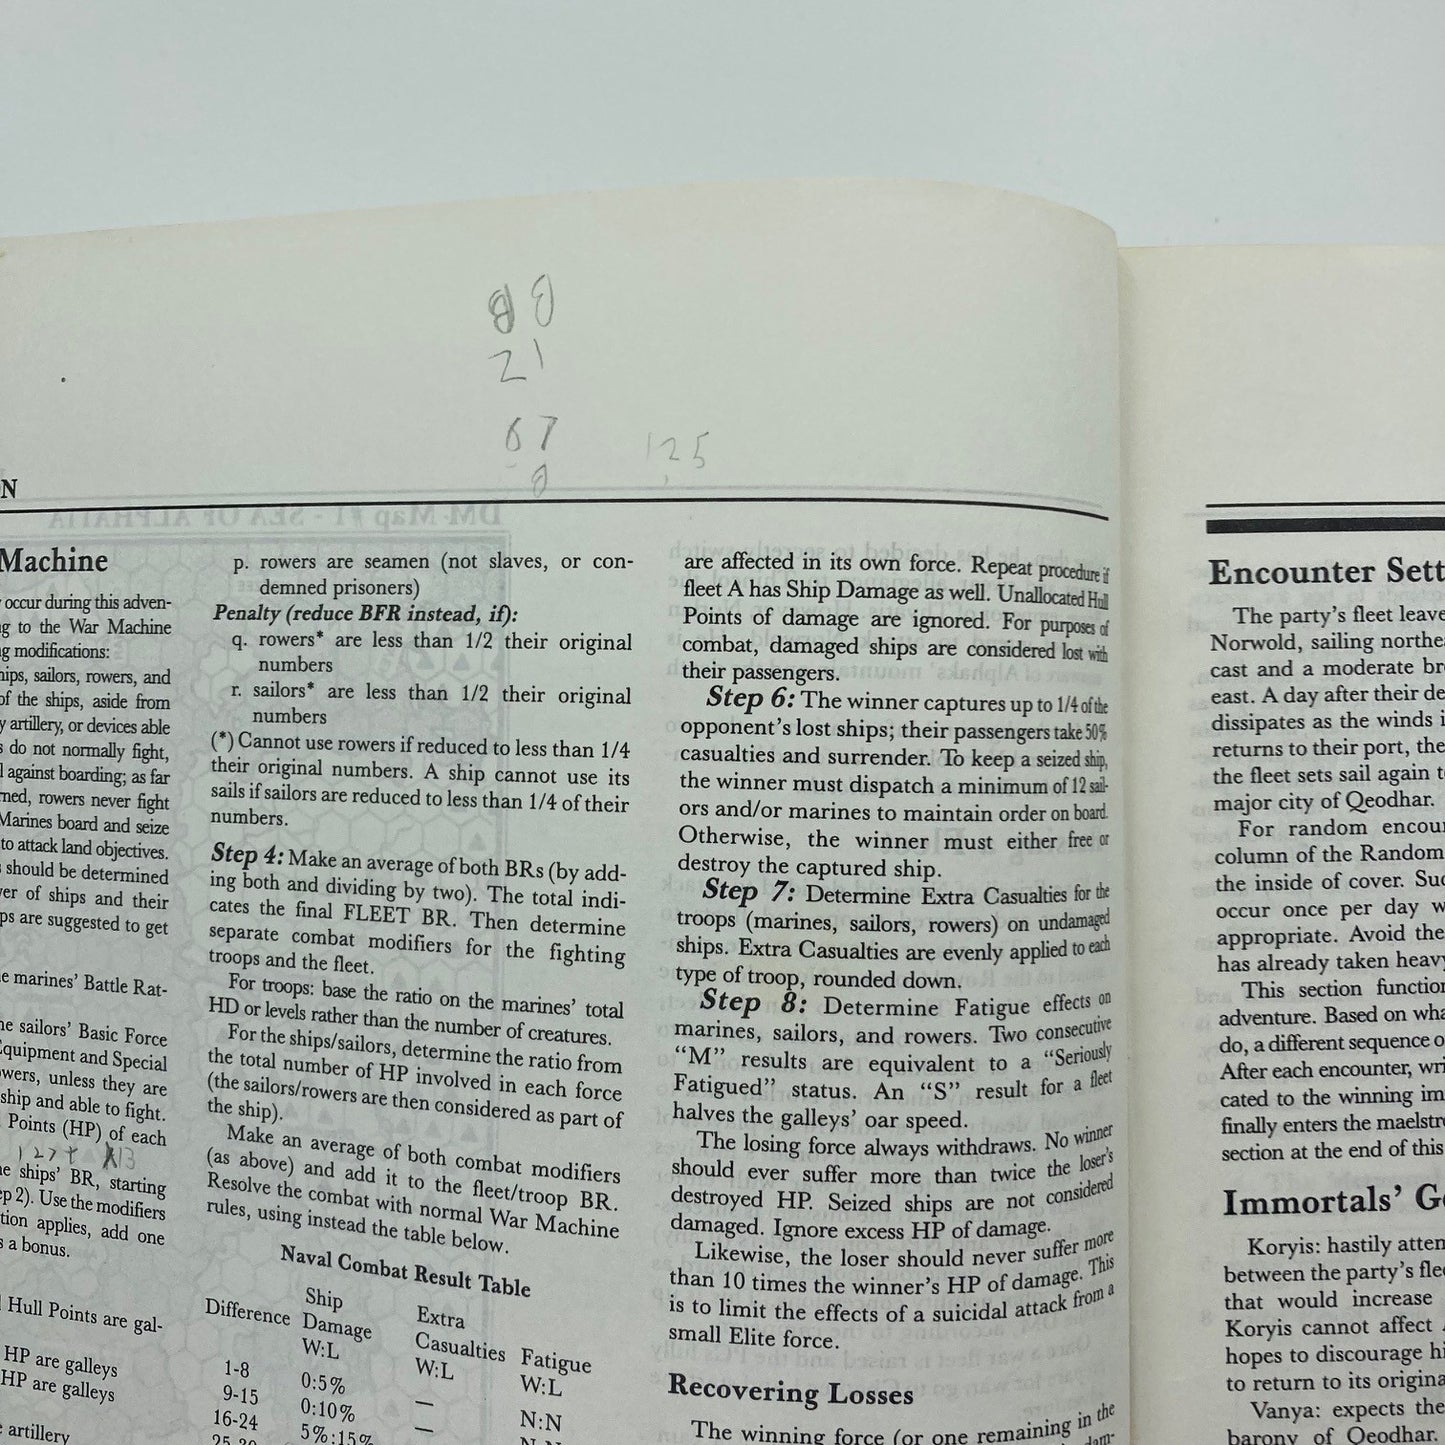 80
21
67
125
8
N
DM Map #1 - SEA OF ALPHATIA
Machine
occur during this adven-
to the War Machine
modifications:
sailors, rowers, and
of the ships, aside from
artillery, or devices able
do not normally fight,
against boarding; as far
rowers never fight
Marines board and seize
to attack land objectives.
should be determined
of ships and their
are suggested to get
marines' Battle Rat-
sailors' Basic Force
Equipment and Special
unless they are
ship and able to fight.
Points (HP) of each
127 13
ships' BR, starting
2). Use the modifiers
applies, add one
a bonus.
Hull Points are gal-
HP are galleys
HP are galleys
artillery
p. rowers are seamen (not slaves, or con-
demned prisoners)
Penalty (reduce BFR instead, if):
q. rowers* are less than 1/2 their original
numbers
r. sailors* are less than 1/2 their original
numbers
(*) Cannot use rowers if reduced to less than 1/4
their original numbers. A ship cannot use its
sails if sailors are reduced to less than 1/4 of their
numbers.
Step 4: Make an average of both BRs (by add-
ing both and dividing by two). The total indi-
cates the final FLEET BR. Then determine
separate combat modifiers for the fighting
troops and the fleet.
For troops: base the ratio on the marines' total
HD or levels rather than the number of creatures.
For the ships/sailors, determine the ratio from
the total number of HP involved in each force
(the sailors/rowers are then considered as part of
the ship).
Make an average of both combat modifiers
(as above) and add it to the fleet/troop BR.
Resolve the combat with normal War Machine
rules, using instead the table below.
Naval Combat Result Table
Difference Ship Damage W:L Extra Casualties W:L Fatigue W:L
1-8 0:5% — N:N
9-15 0:10% —
16-24 5%:15%
are affected in its own force. Repeat procedure if
fleet A has Ship Damage as well. Unallocated Hull
Points of damage are ignored. For purposes of
combat, damaged ships are considered lost with
their passengers.
Step 6: The winner captures up to 1/4 of the
opponent's lost ships; their passengers take 50%
casualties and surrender. To keep a seized ship,
the winner must dispatch a minimum of 12 sail-
ors and/or marines to maintain order on board.
Otherwise, the winner must either free or
destroy the captured ship.
Step 7: Determine Extra Casualties for the
troops (marines, sailors, rowers) on undamaged
ships. Extra Casualties are evenly applied to each
type of troop, rounded down.
Step 8: Determine Fatigue effects on
marines, sailors, and rowers. Two consecutive
"M" results are equivalent to a "Seriously
Fatigued" status. An "S" result for a fleet
halves the galleys' oar speed.
The losing force always withdraws. No winner
should ever suffer more than twice the loser's
destroyed HP. Seized ships are not considered
damaged. Ignore excess HP of damage.
Likewise, the loser should never suffer more
than 10 times the winner's HP of damage. This
is to limit the effects of a suicidal attack from a
small Elite force.
Recovering Losses
The winning force (or one remaining in the
Encounter Sett
The party's fleet leave
Norwold, sailing northe
cast and a moderate br
east. A day after their de
dissipates as the winds i
returns to their port, the
the fleet sets sail again t
major city of Qeodhar.
For random encou
column of the Random
the inside of cover. Suc
occur once per day w
appropriate. Avoid the
has already taken heavy
This section function
adventure. Based on wha
do, a different sequence o
After each encounter, wri
cated to the winning im
finally enters the maelstro
section at the end of this
Immortals' G
Koryis: hastily atten
between the party's flee
that would increase
Koryis cannot affect
hopes to discourage hi
to return to its origina
Vanya: expects the
barony of Qeodhar.